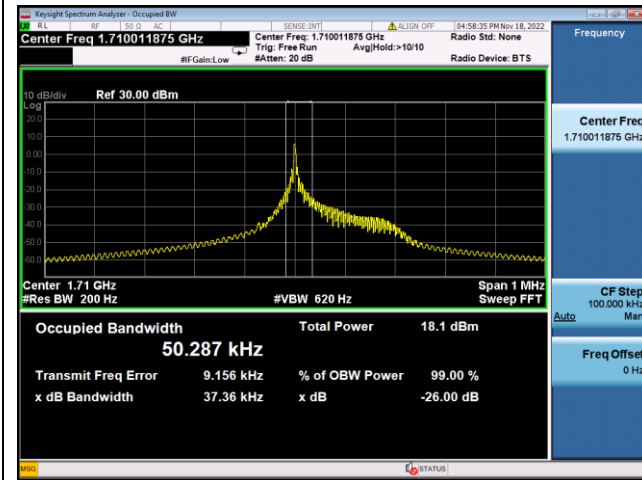 Keysight Spectrum Analyzer - Occupied BW
RL RF 50 Ω AC SENSE:INT ALIGN OFF 04:58:35 PM Nov 18, 2022
Center Freq 1.710011875 GHz
Center Freq: 1.710011875 GHz
Radio Std: None
Trig: Free Run Avg|Hold:>10/10
#IFGain:Low #Atten: 20 dB Radio Device: BTS
10 dB/div Ref 30.00 dBm
Log
20.0
10.0
0.00
-10.0
-20.0
-30.0
-40.0
-50.0
-60.0
Center 1.71 GHz Span 1 MHz
#Res BW 200 Hz #VBW 620 Hz Sweep FFT
Occupied Bandwidth Total Power 18.1 dBm
50.287 kHz
Transmit Freq Error 9.156 kHz % of OBW Power 99.00 %
x dB Bandwidth 37.36 kHz x dB -26.00 dB
MSG STATUS
Frequency
Center Freq
1.710011875 GHz
CF Step
100.000 kHz
Auto Man
Freq Offset
0 Hz